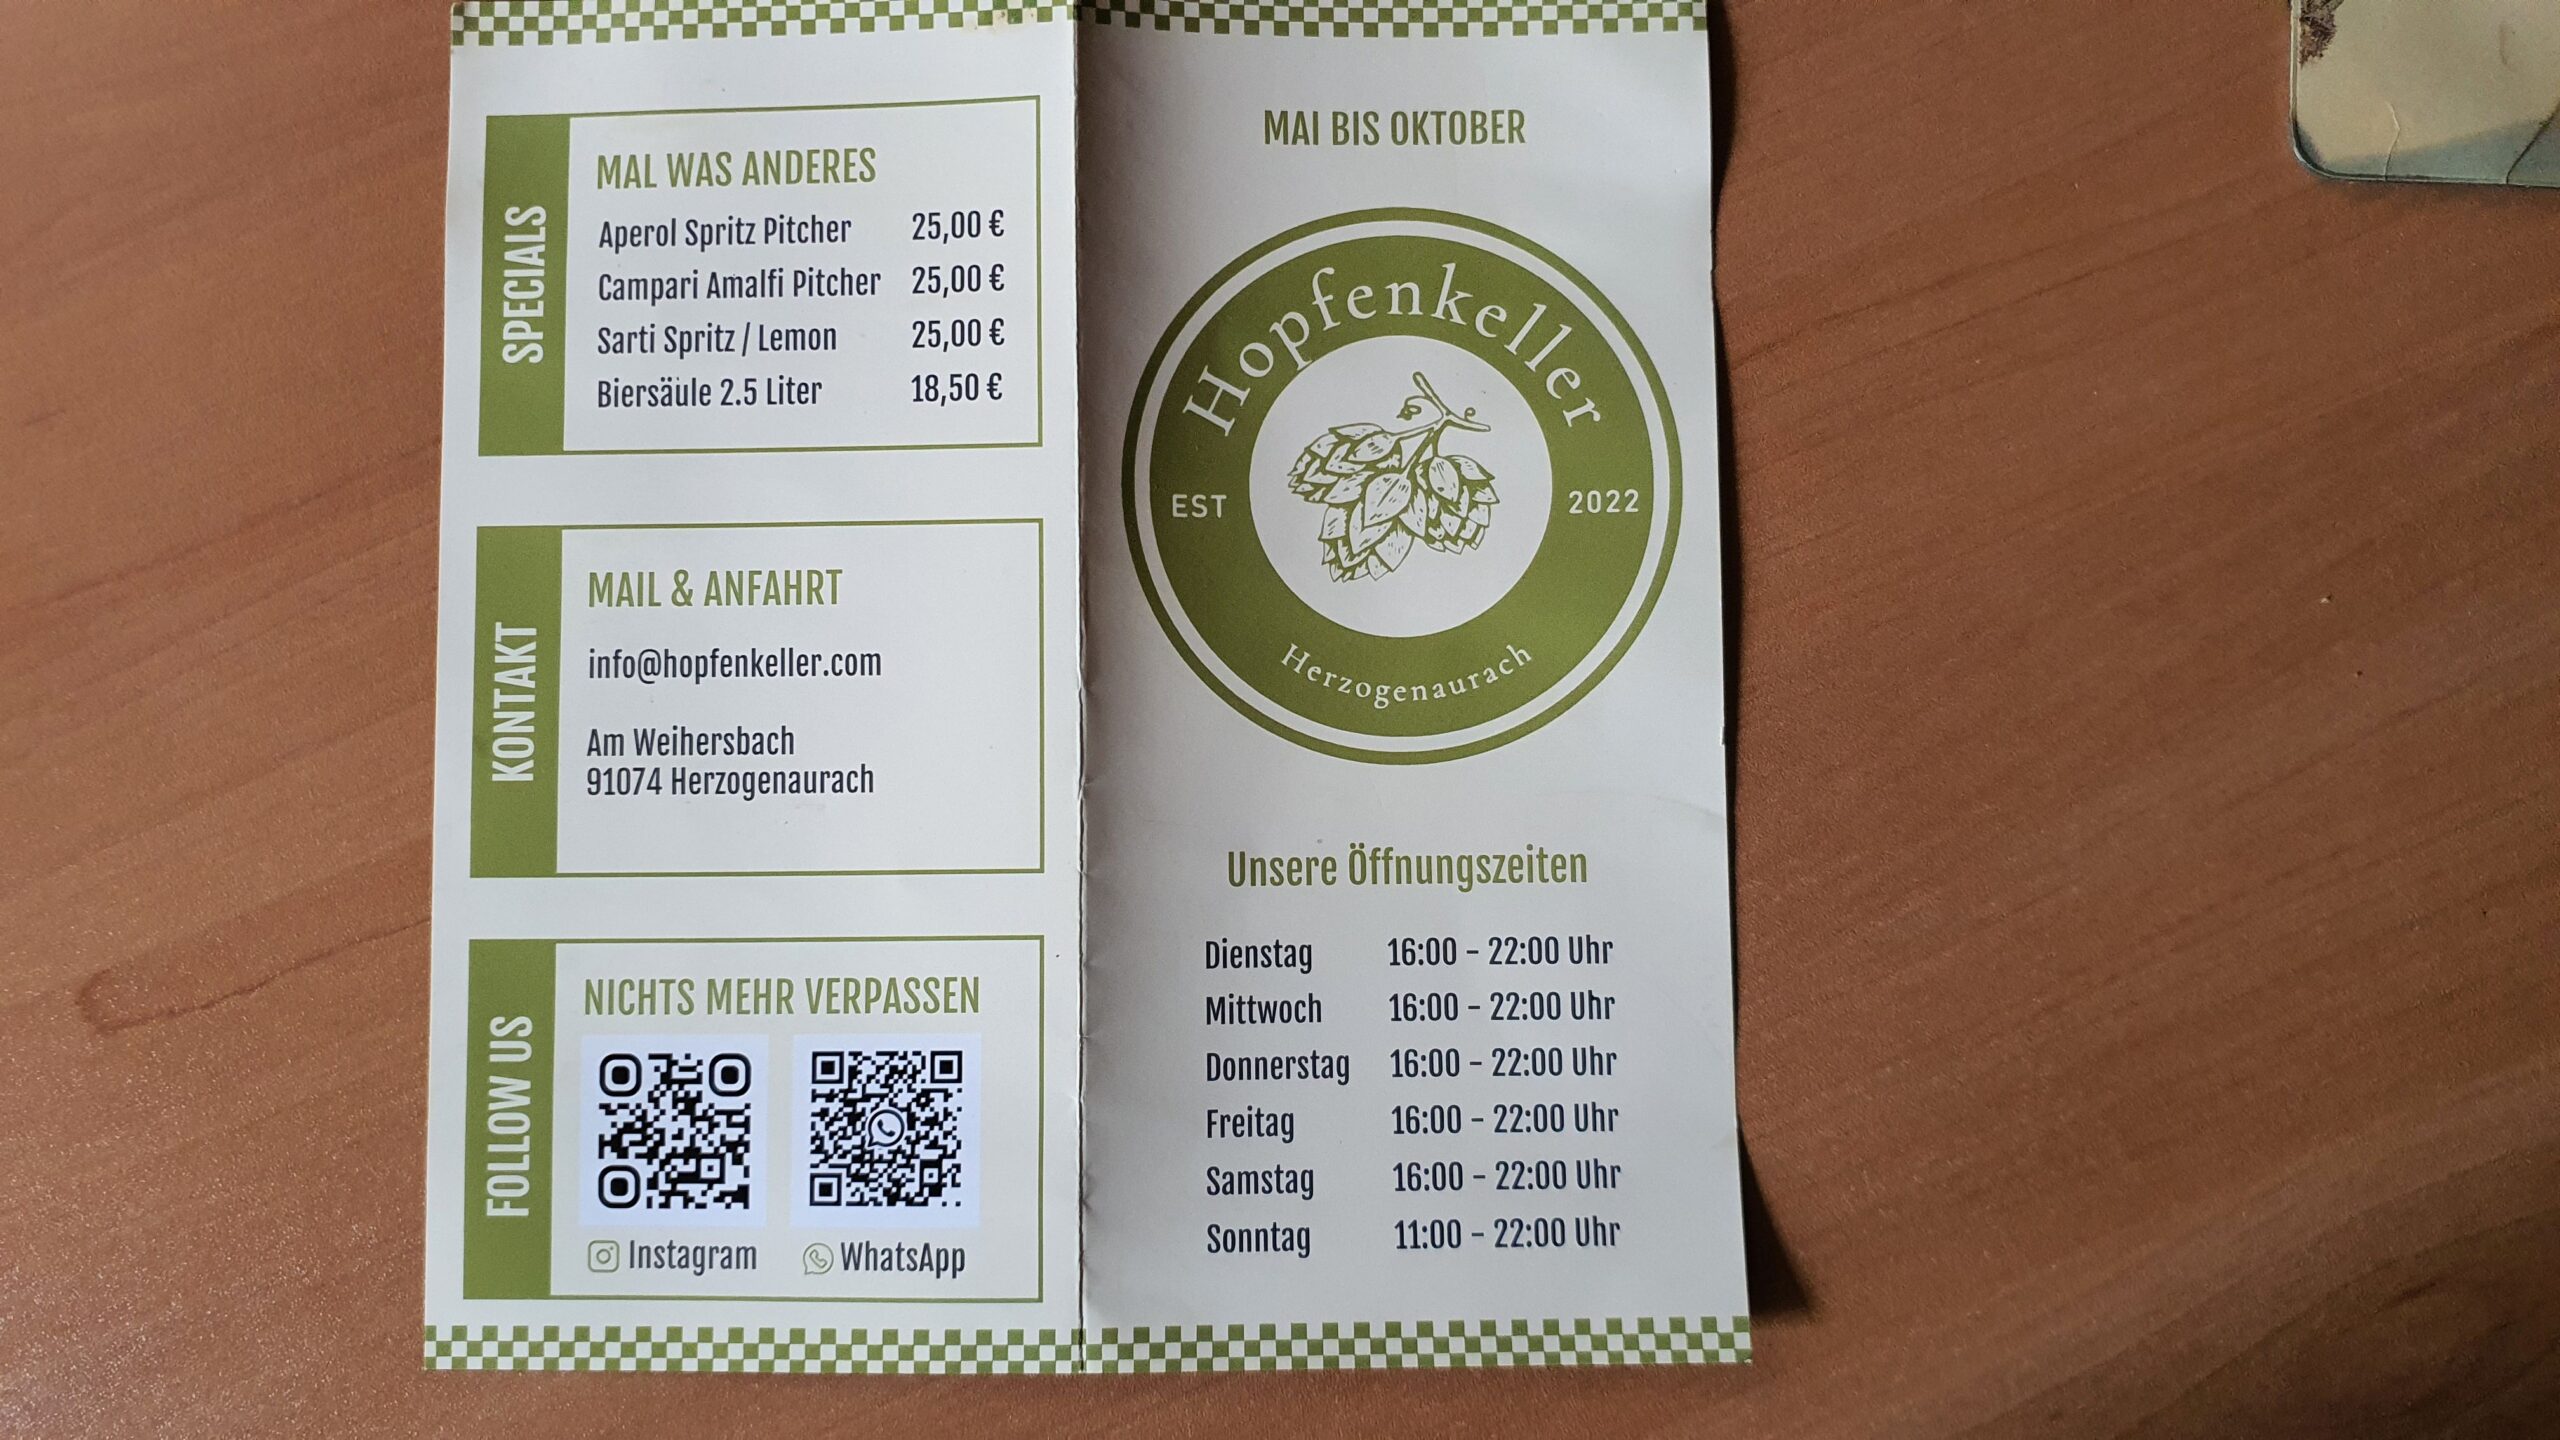 SPECIALS
MAL WAS ANDERES
Aperol Spritz Pitcher 25,00 €
Campari Amalfi Pitcher 25,00 €
Sarti Spritz / Lemon 25,00 €
Biersäule 2.5 Liter 18,50 €
KONTAKT
MAIL & ANFAHRT
info@hopfenkeller.com
Am Weihersbach
91074 Herzogenaurach
FOLLOW US
NICHTS MEHR VERPASSEN
Instagram WhatsApp
MAI BIS OKTOBER
Hopfenkeller
EST 2022
Herzogenaurach
Unsere Öffnungszeiten
Dienstag 16:00 - 22:00 Uhr
Mittwoch 16:00 - 22:00 Uhr
Donnerstag 16:00 - 22:00 Uhr
Freitag 16:00 - 22:00 Uhr
Samstag 16:00 - 22:00 Uhr
Sonntag 11:00 - 22:00 Uhr